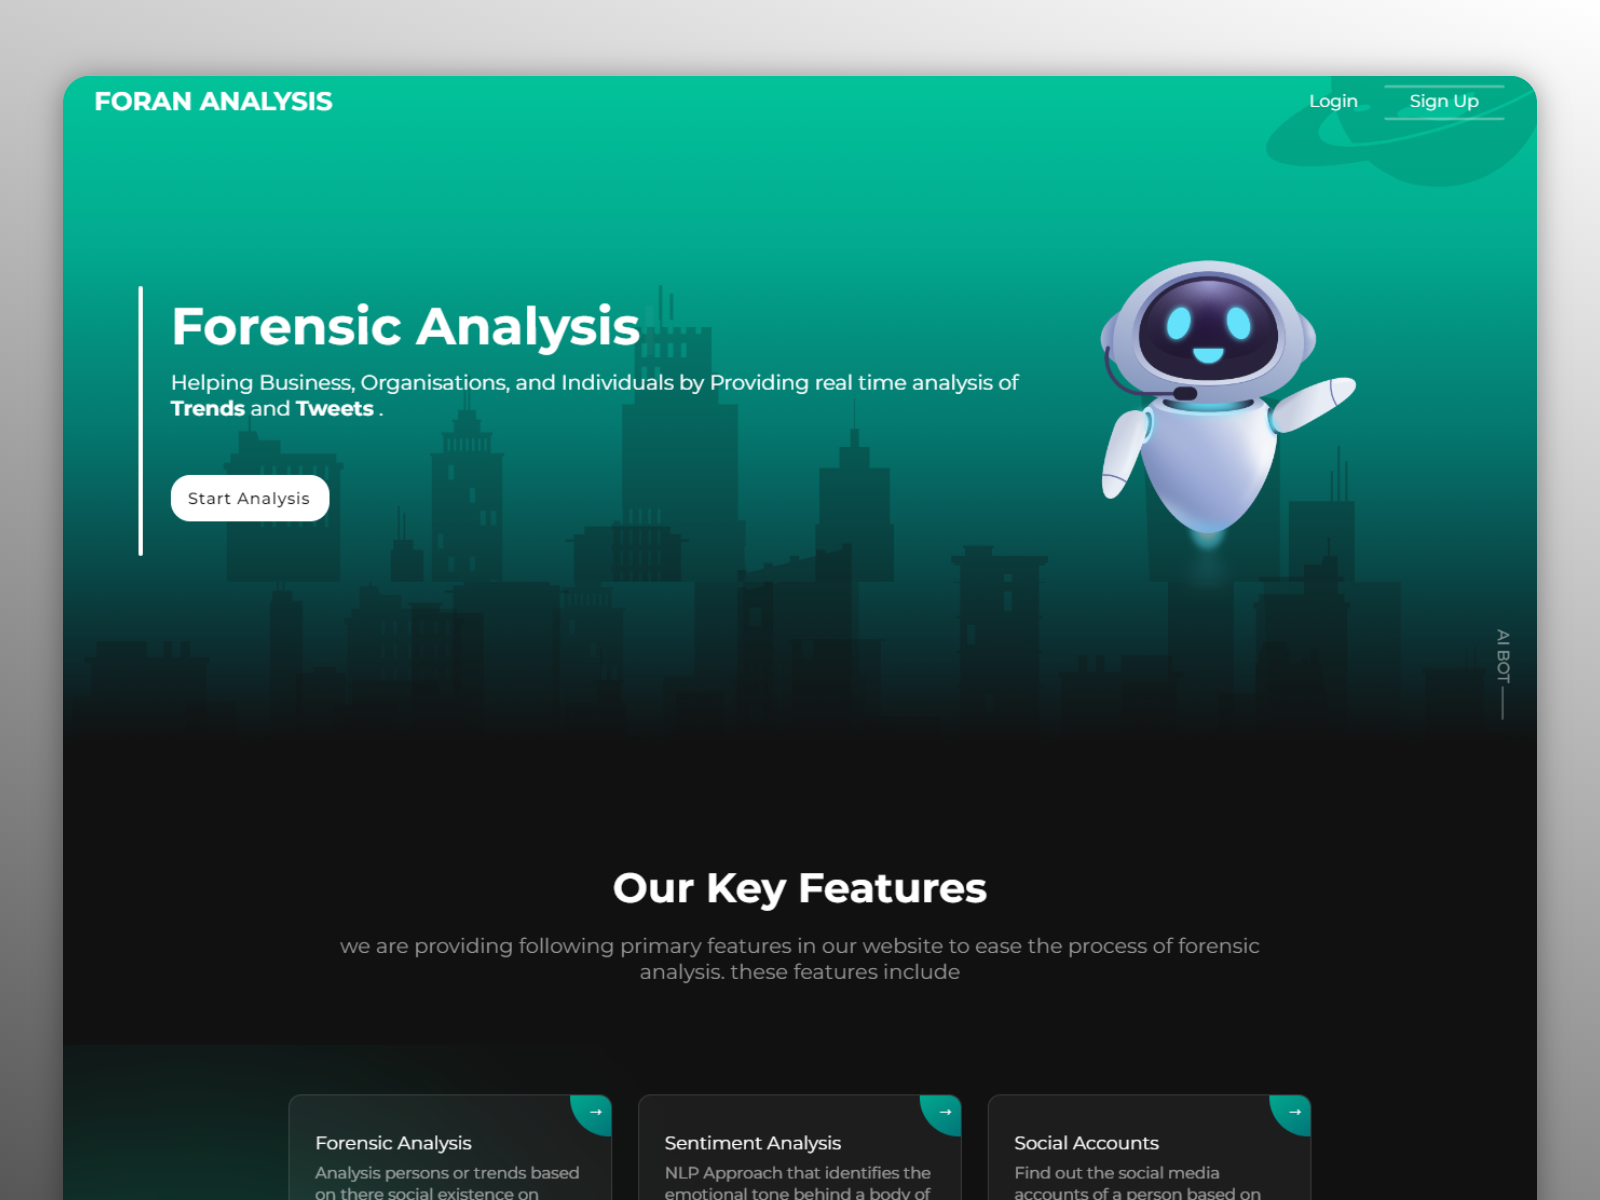 FORAN ANALYSIS
Login
Sign Up
Forensic Analysis
Helping Business, Organisations, and Individuals by Providing real time analysis of
Trends and Tweets .
Start Analysis
AI BOT
Our Key Features
we are providing following primary features in our website to ease the process of forensic
analysis. these features include
Forensic Analysis
Analysis persons or trends based
on there social existence on
Sentiment Analysis
NLP Approach that identifies the
emotional tone behind a body of
Social Accounts
Find out the social media
accounts of a person based on